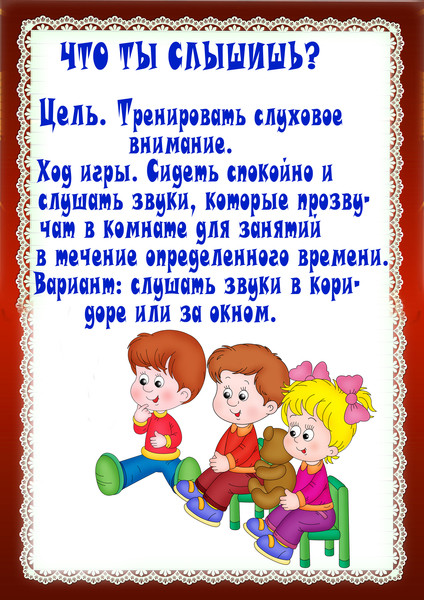 ЧТО ТЫ СЛЫШИШЬ?
Цель. Тренировать слуховое
внимание.
Ход игры. Сидеть спокойно и
слушать звуки, которые прозву-
чат в комнате для занятий
в течение определенного времени.
Вариант: слушать звуки в кори-
доре или за окном.